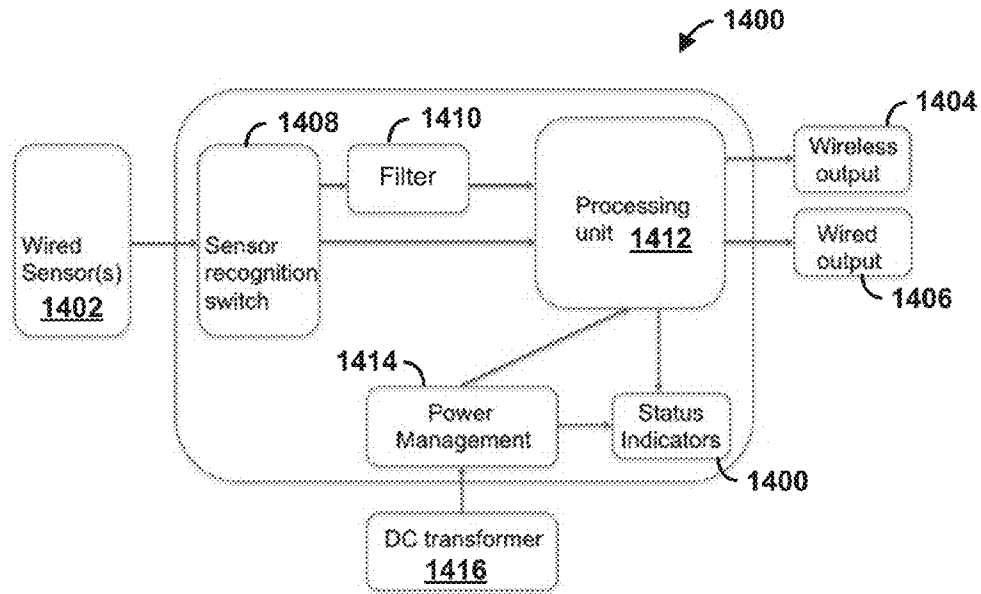 1400
1404
Wireless
output
1408
1410
Filter
Processing
unit 1412
Wired
Sensor(s)
1402
Sensor
recognition
switch
Wired
output
1406
1414
Power
Management
Status
Indicators
1400
DC transformer
1416